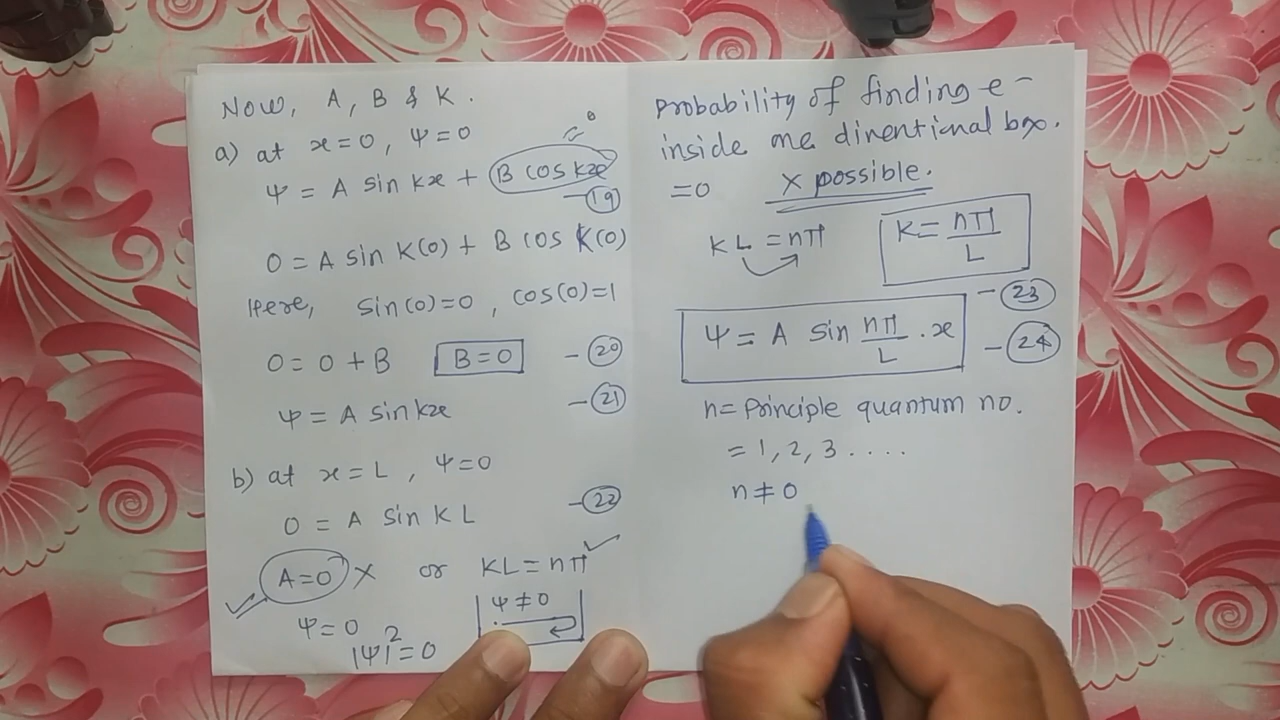 Now, A, B & K.
a) at x=0, Ψ=0
0
Ψ = A sin kx + B cos kx
-19
0 = A sin K(0) + B cos K(0)
Here, sin(0)=0, cos(0)=1
0 = 0 + B B=0 -20
Ψ = A sin kx -21
b) at x=L, Ψ=0
0 = A sin K L -22
A=0 X or KL=nπ ✓
Ψ=0 Ψ≠0
|Ψ|²=0
Probability of finding e-
inside one dimentional box.
=0 X possible.
KL=nπ K= nπ/L
-23
Ψ = A sin nπ/L . x -24
n= Principle quantum no.
= 1, 2, 3 . . . .
n≠0